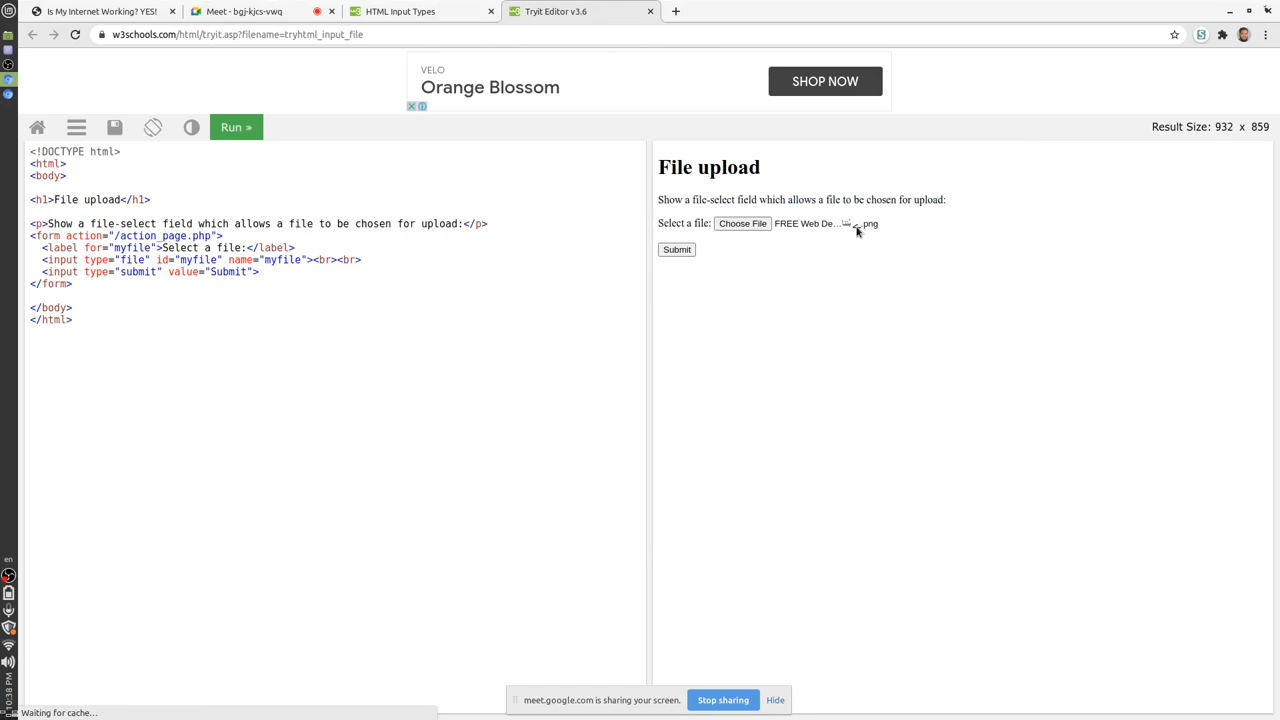 Is My Internet Working? YES!
Meet - bgj-kjcs-vwq
HTML Input Types
Tryit Editor v3.6
w3schools.com/html/tryit.asp?filename=tryhtml_input_file
VELO
Orange Blossom
SHOP NOW
Run »
Result Size: 932 x 859
<!DOCTYPE html>
<html>
<body>
<h1>File upload</h1>
<p>Show a file-select field which allows a file to be chosen for upload:</p>
<form action="/action_page.php">
<label for="myfile">Select a file:</label>
<input type="file" id="myfile" name="myfile"><br><br>
<input type="submit" value="Submit">
</form>
</body>
</html>
File upload
Show a file-select field which allows a file to be chosen for upload:
Select a file: Choose File FREE Web De... .png
Submit
en
10:38 PM
meet.google.com is sharing your screen. Stop sharing Hide
Waiting for cache...